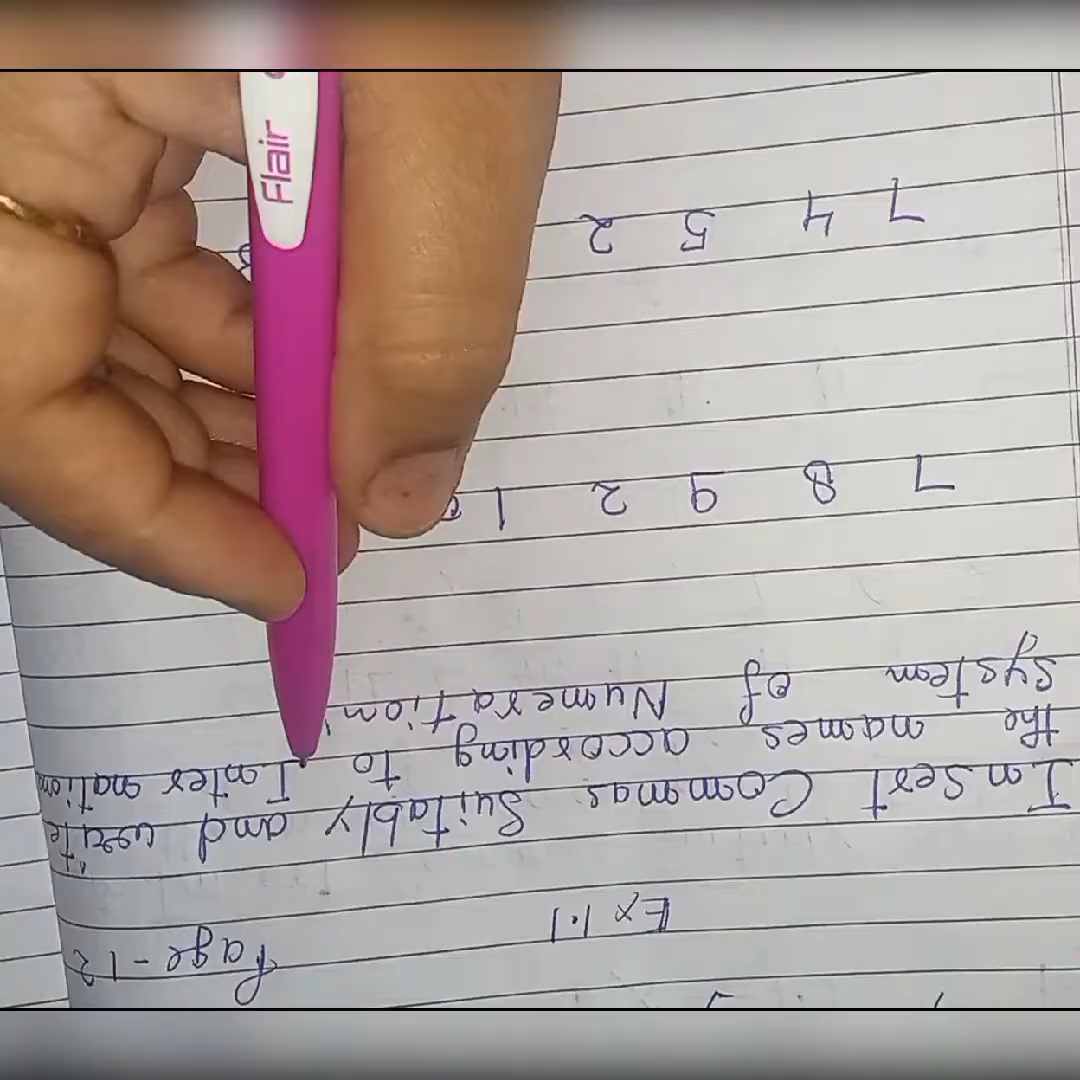 Page-12
Ex 1.1
Insert Commas Suitably and write
the names according to International
System of Numeration.
7 8 9 2 1
7 4 5 2
Flair